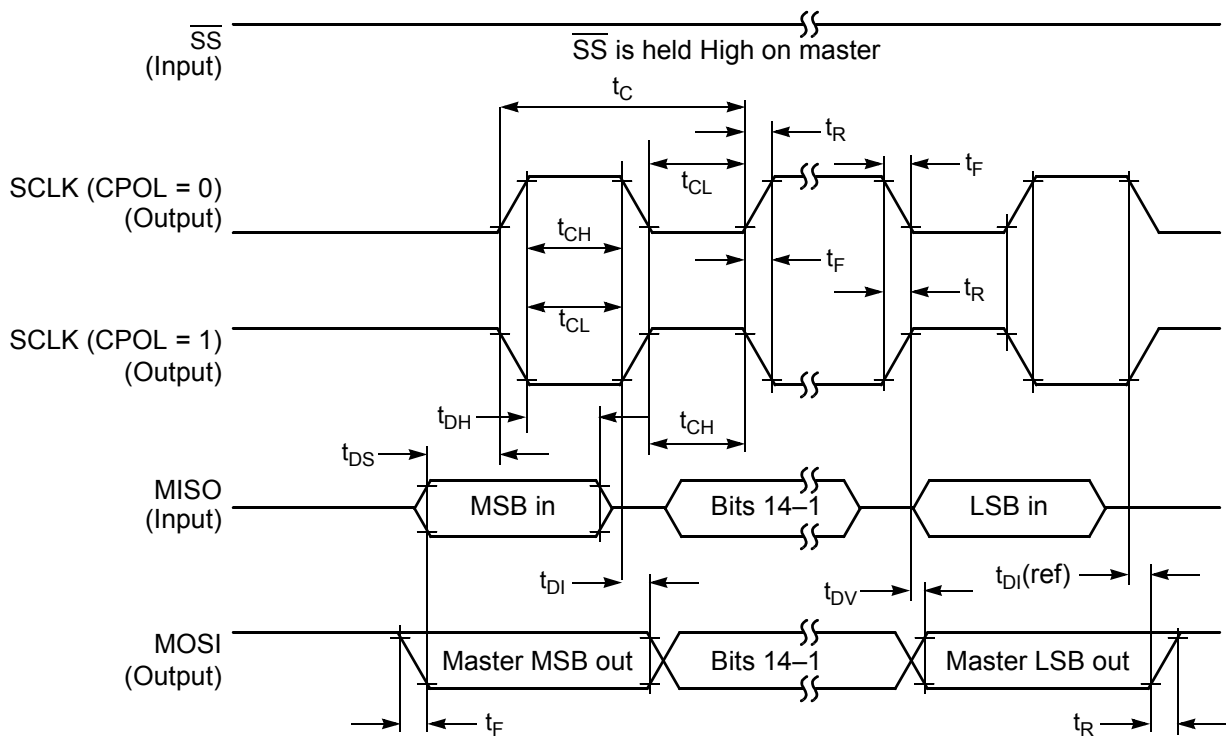 SS
(Input)
SS is held High on master
tC
tR
tCL
tF
SCLK (CPOL = 0)
(Output)
tCH
tF
tR
tCL
SCLK (CPOL = 1)
(Output)
tDH
tCH
tDS
MISO
(Input)
MSB in
Bits 14–1
LSB in
tDI
tDV
tDI(ref)
MOSI
(Output)
Master MSB out
Bits 14–1
Master LSB out
tF
tR